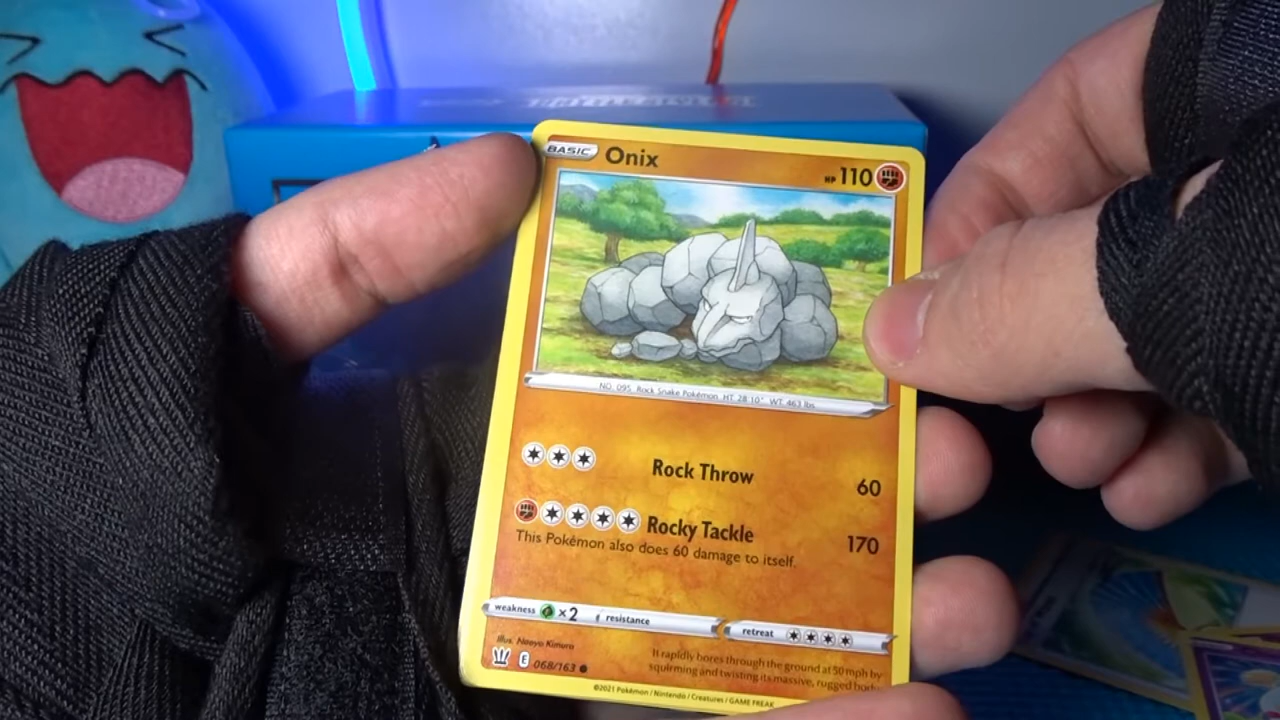 BASIC Onix HP 110
NO. 095 Rock Snake Pokémon HT: 28'10" WT: 463 lbs
Rock Throw 60
Rocky Tackle 170
This Pokémon also does 60 damage to itself.
weakness ×2 resistance retreat
Illus. Naoyo Kimura
E 068/163
It rapidly bores through the ground at 50 mph by
squirming and twisting its massive, rugged body.
©2021 Pokémon / Nintendo / Creatures / GAME FREAK